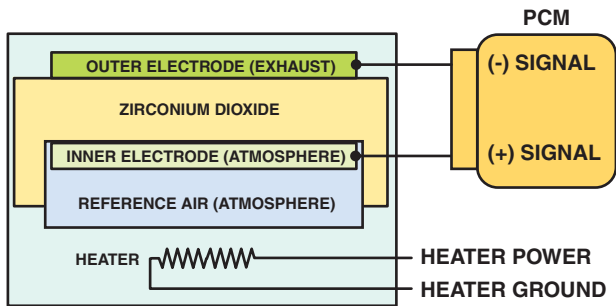 PCM
OUTER ELECTRODE (EXHAUST)
(-) SIGNAL
ZIRCONIUM DIOXIDE
INNER ELECTRODE (ATMOSPHERE)
(+) SIGNAL
REFERENCE AIR (ATMOSPHERE)
HEATER
HEATER POWER
HEATER GROUND